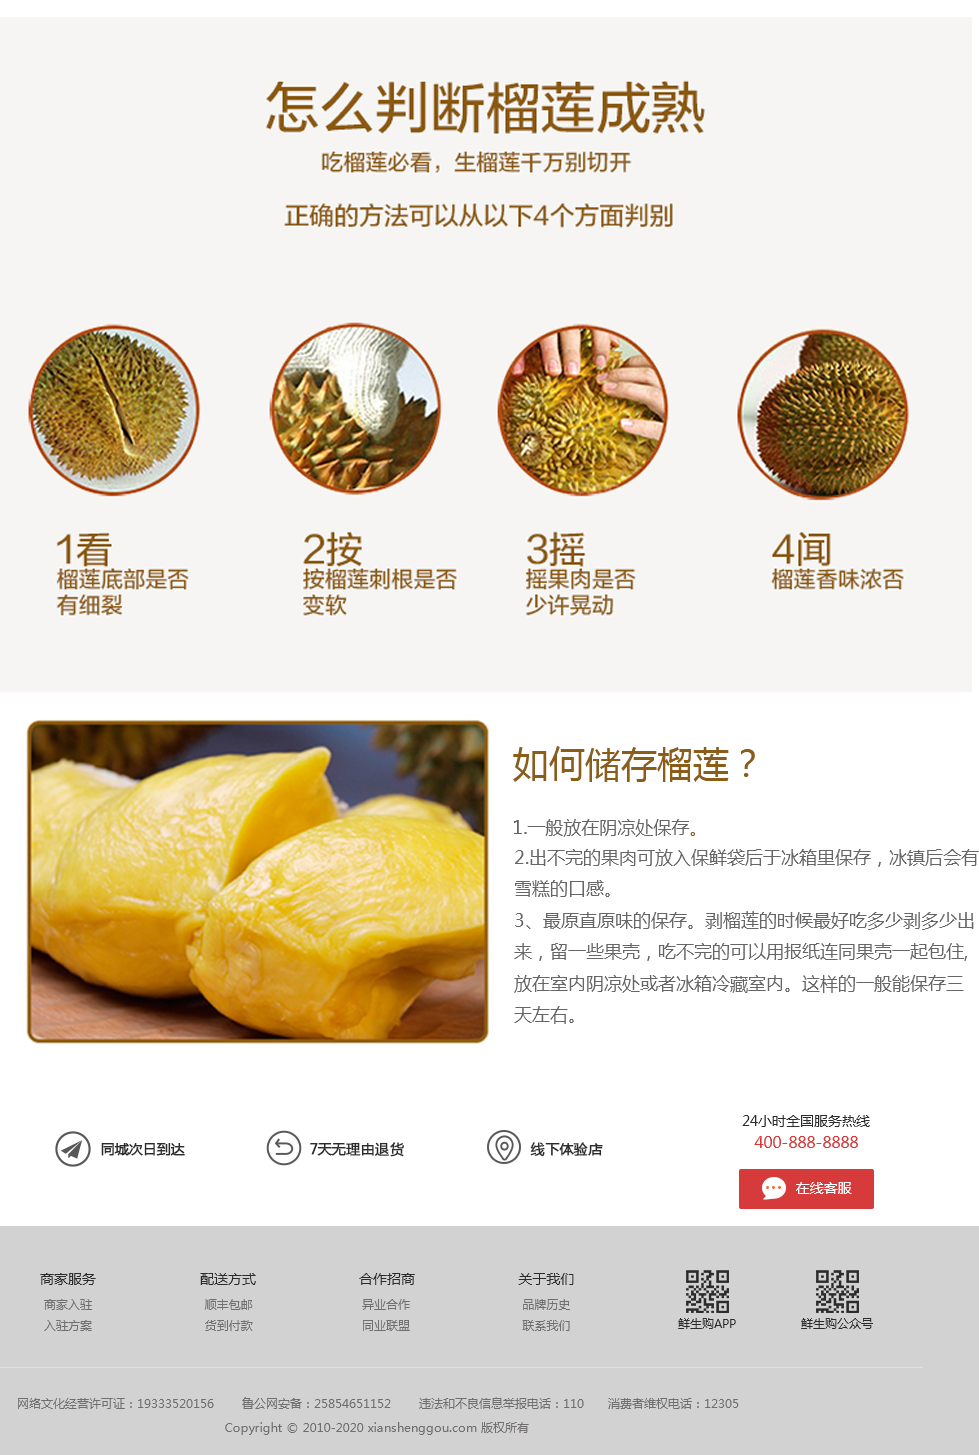 怎么判断榴莲成熟
吃榴莲必看，生榴莲千万别切开
正确的方法可以从以下4个方面判别
1看
榴莲底部是否
有细裂
2按
按榴莲刺根是否
变软
3摇
摇果肉是否
少许晃动
4闻
榴莲香味浓否
如何储存榴莲？
1.一般放在阴凉处保存。
2.出不完的果肉可放入保鲜袋后于冰箱里保存，冰镇后会有
雪糕的口感。
3、最原直原味的保存。剥榴莲的时候最好吃多少剥多少出
来，留一些果壳，吃不完的可以用报纸连同果壳一起包住，
放在室内阴凉处或者冰箱冷藏室内。这样的一般能保存三
天左右。
同城次日到达
7天无理由退货
线下体验店
24小时全国服务热线
400-888-8888
在线客服
商家服务
商家入驻
入驻方案
配送方式
顺丰包邮
货到付款
合作招商
异业合作
同业联盟
关于我们
品牌历史
联系我们
鲜生购APP
鲜生购公众号
网络文化经营许可证：19333520156 鲁公网安备：25854651152 违法和不良信息举报电话：110 消费者维权电话：12305
Copyright © 2010-2020 xianshenggou.com 版权所有